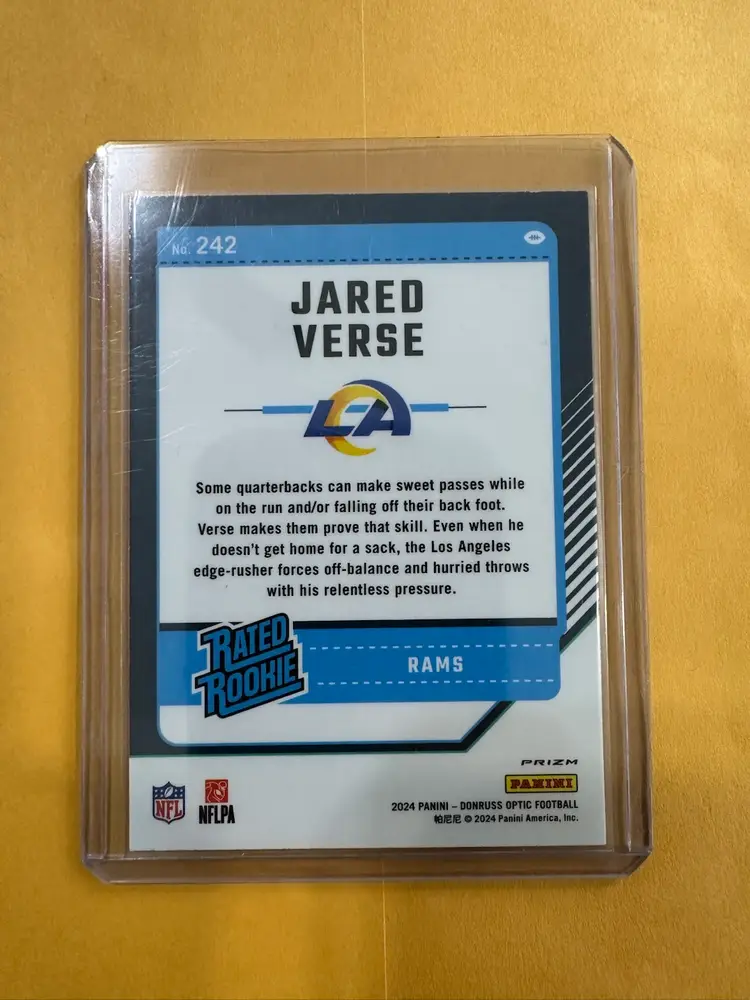 No. 242
JARED
VERSE
LA
Some quarterbacks can make sweet passes while
on the run and/or falling off their back foot.
Verse makes them prove that skill. Even when he
doesn't get home for a sack, the Los Angeles
edge-rusher forces off-balance and hurried throws
with his relentless pressure.
RATED
ROOKIE
RAMS
PRIZM
PANINI
NFL
NFLPA
2024 PANINI – DONRUSS OPTIC FOOTBALL
帕尼尼 © 2024 Panini America, Inc.